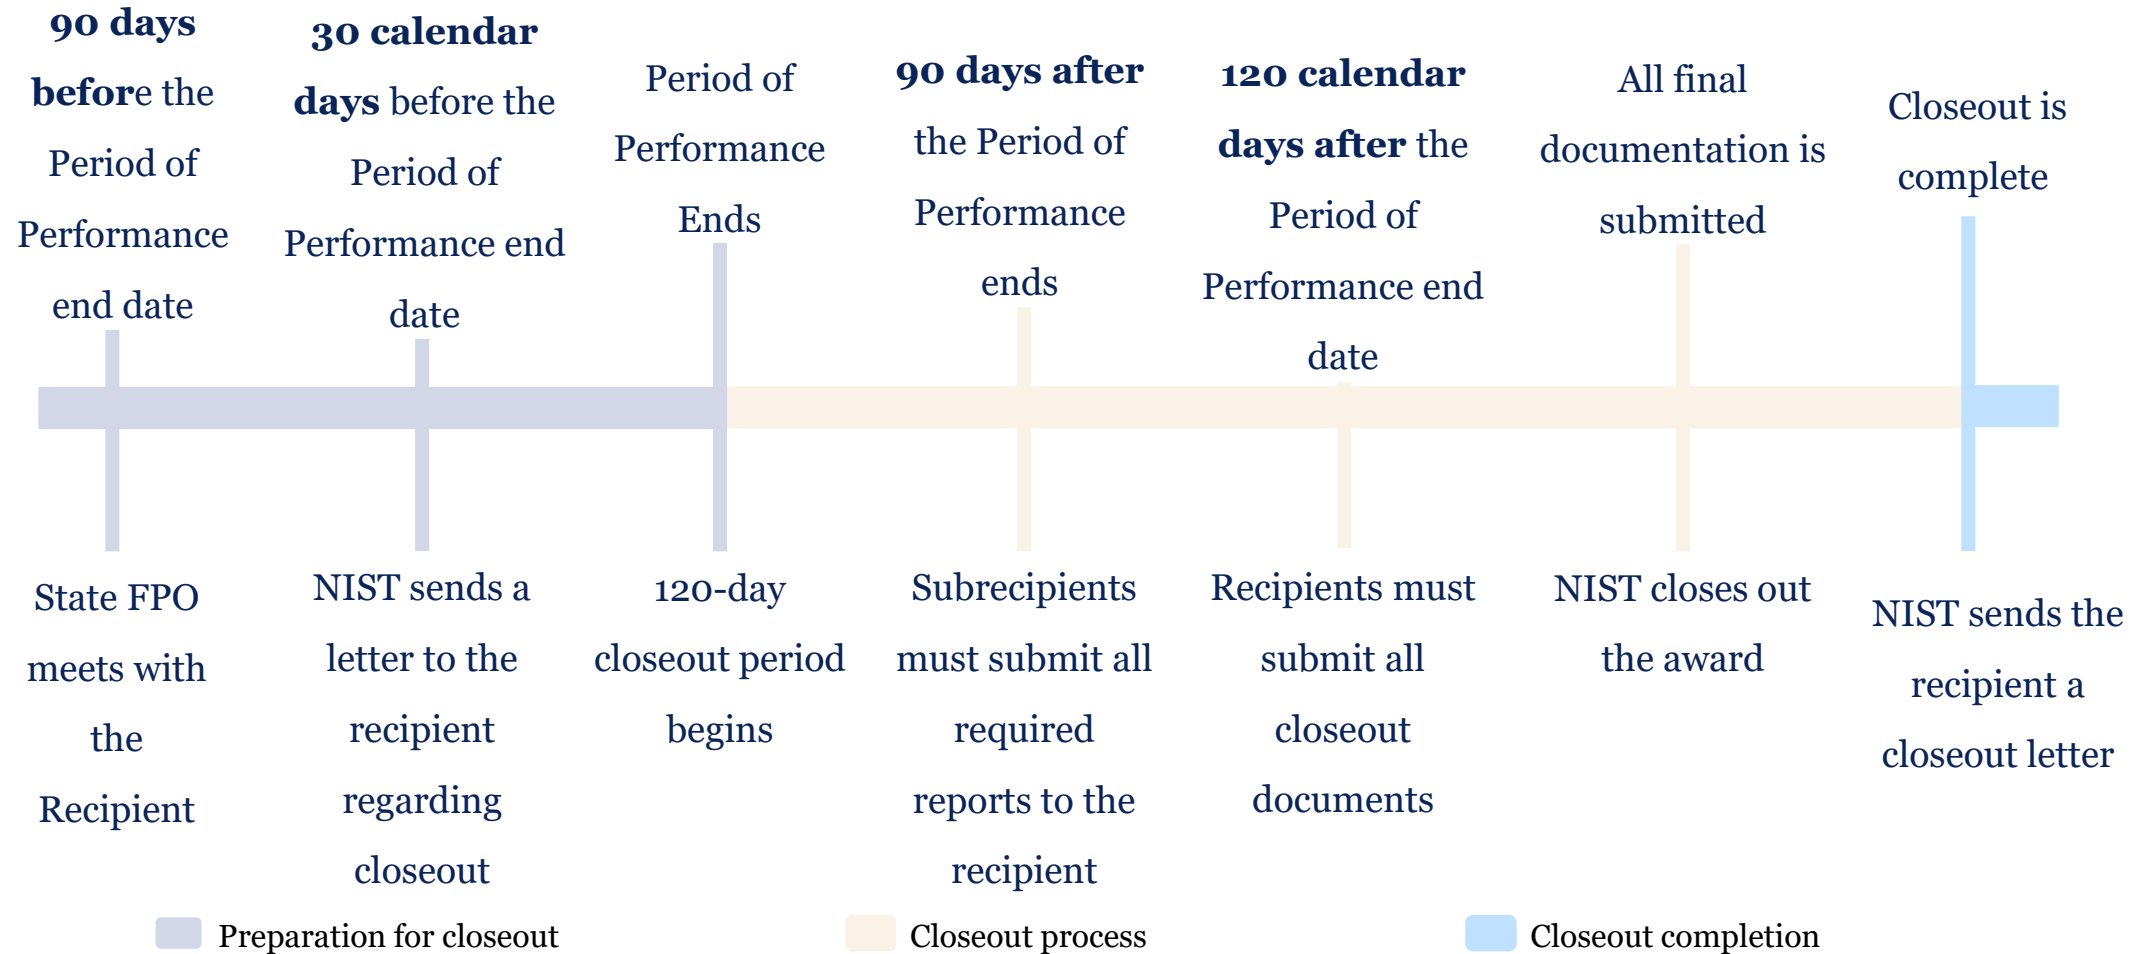 90 days
before the
Period of
Performance
end date
30 calendar
days before the
Period of
Performance end
date
Period of
Performance
Ends
90 days after
the Period of
Performance
ends
120 calendar
days after the
Period of
Performance end
date
All final
documentation is
submitted
Closeout is
complete
State FPO
meets with
the
Recipient
NIST sends a
letter to the
recipient
regarding
closeout
120-day
closeout period
begins
Subrecipients
must submit all
required
reports to the
recipient
Recipients must
submit all
closeout
documents
NIST closes out
the award
NIST sends the
recipient a
closeout letter
Preparation for closeout
Closeout process
Closeout completion